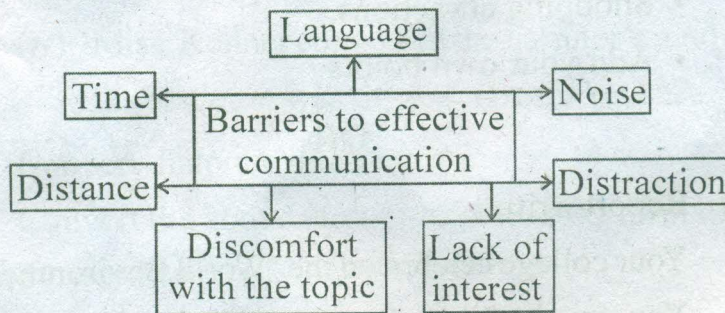 Language
Time
Noise
Barriers to effective
communication
Distance
Distraction
Discomfort
with the topic
Lack of
interest